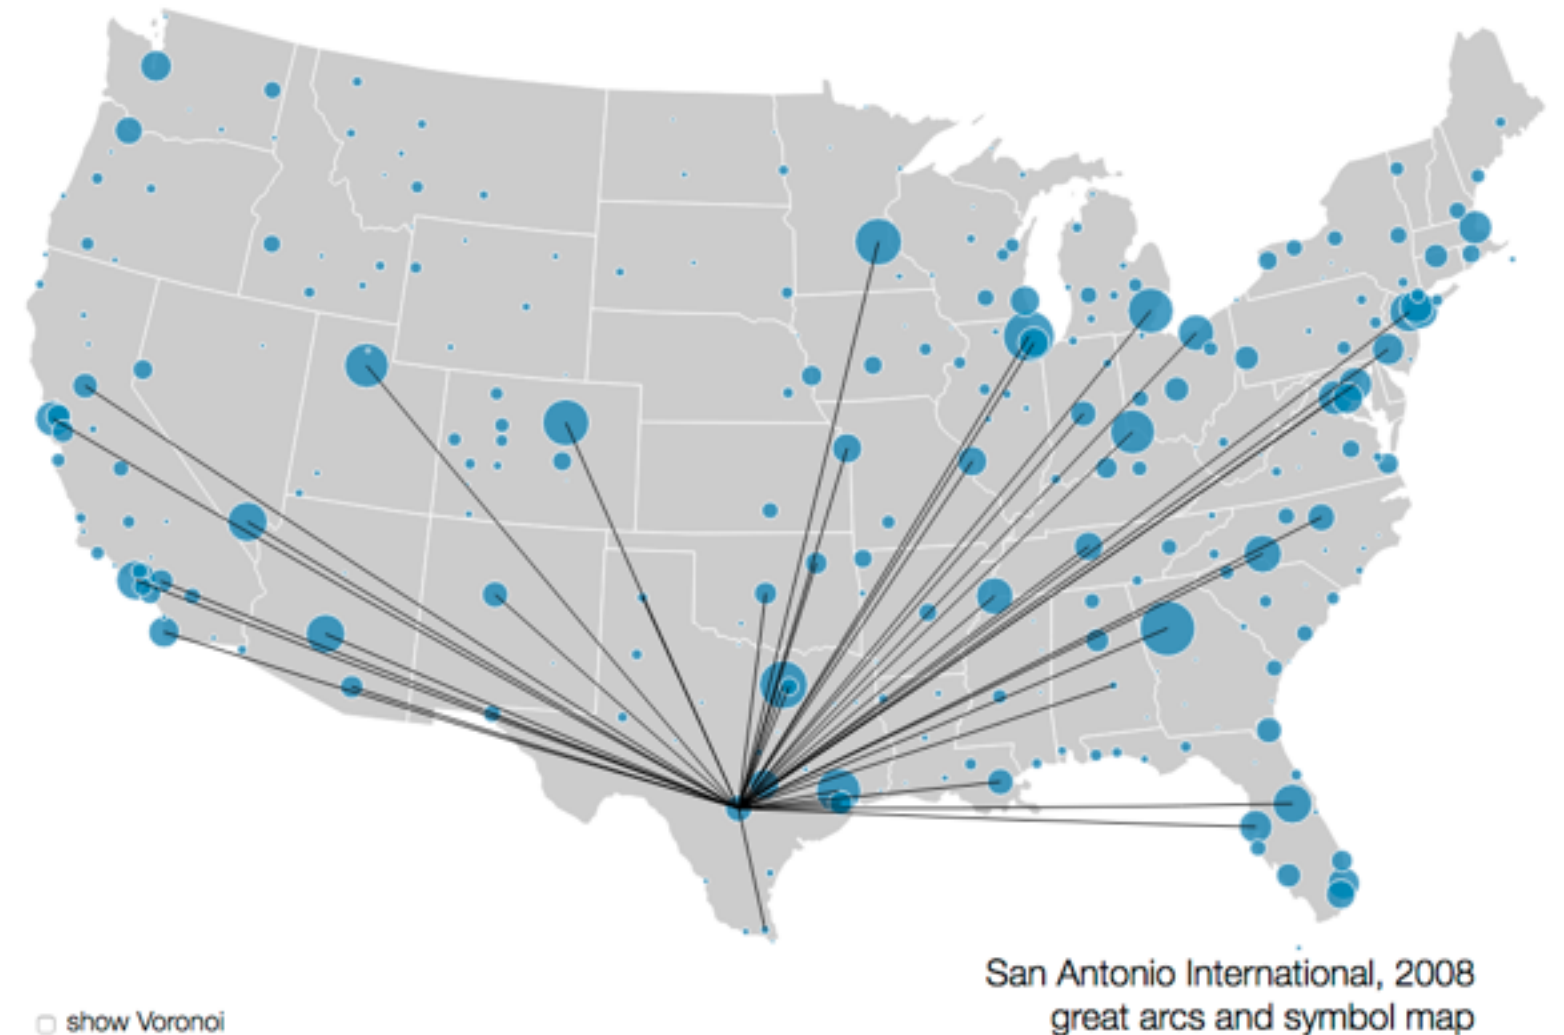 San Antonio International, 2008
great arcs and symbol map
show Voronoi